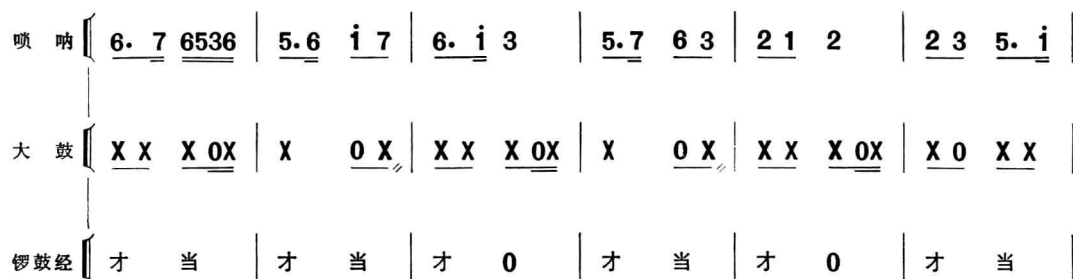 唢呐 6. 7 6535 | 5.6 i 7 | 6. i 3 | 5.7 6 3 | 2 1 2 | 2 3 5. i |
大鼓 X X X 0X | X 0 X | X X X 0X | X 0 X | X X X 0X | X 0 X X |
锣鼓经 才 当 | 才 当 | 才 0 | 才 当 | 才 0 | 才 当 |